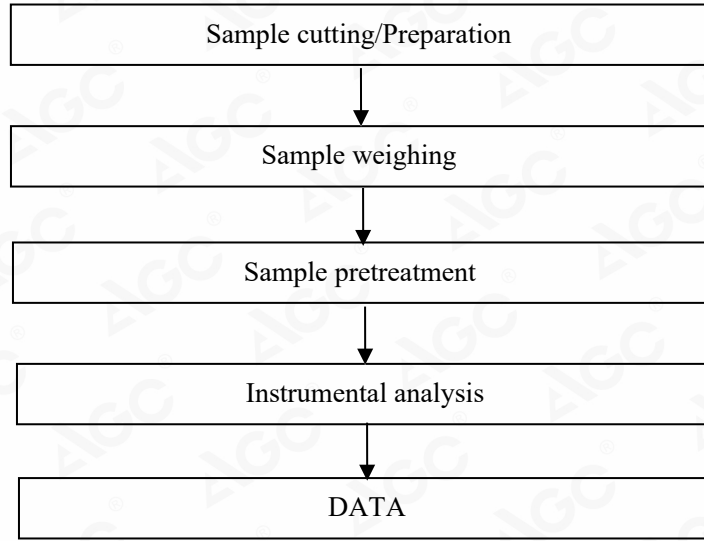 Sample cutting/Preparation
Sample weighing
Sample pretreatment
Instrumental analysis
DATA